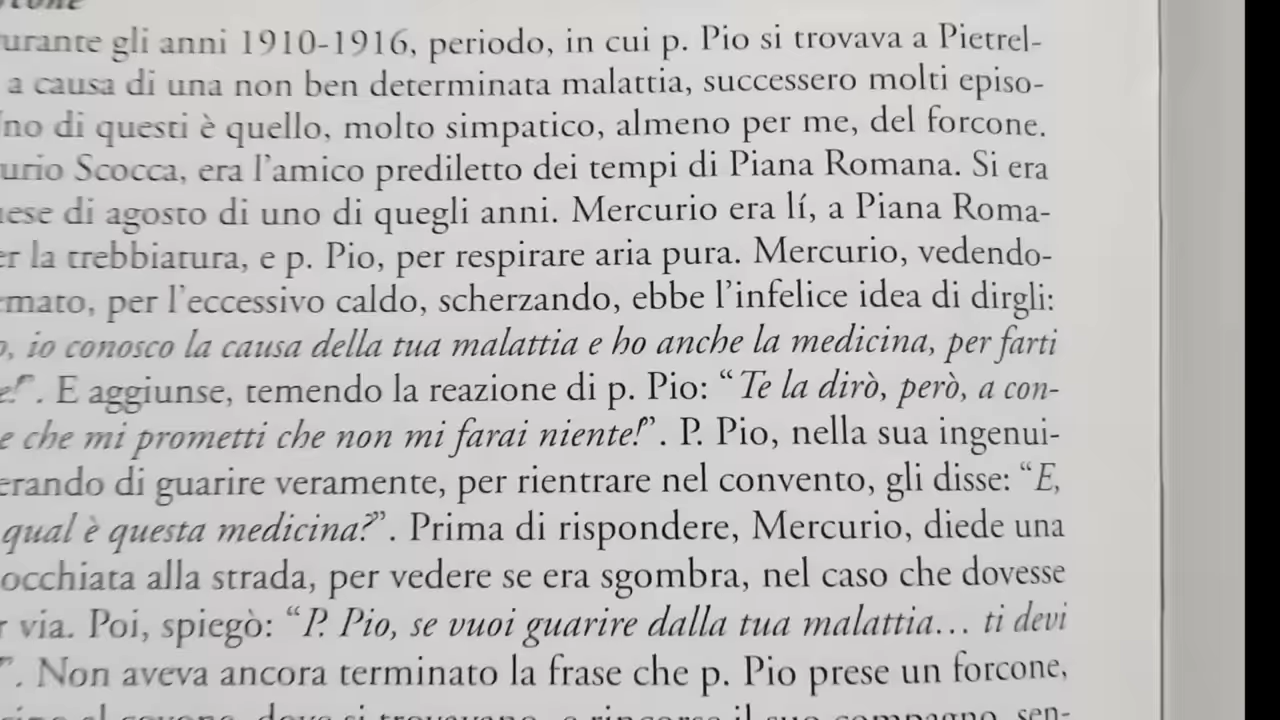 urante gli anni 1910-1916, periodo, in cui p. Pio si trovava a Pietrel-
a causa di una non ben determinata malattia, successero molti episo-
no di questi è quello, molto simpatico, almeno per me, del forcone.
urio Scocca, era l’amico prediletto dei tempi di Piana Romana. Si era
ese di agosto di uno di quegli anni. Mercurio era lí, a Piana Roma-
er la trebbiatura, e p. Pio, per respirare aria pura. Mercurio, vedendo-
mato, per l’eccessivo caldo, scherzando, ebbe l’infelice idea di dirgli:
o, io conosco la causa della tua malattia e ho anche la medicina, per farti
e!”. E aggiunse, temendo la reazione di p. Pio: “Te la dirò, però, a con-
e che mi prometti che non mi farai niente!”. P. Pio, nella sua ingenui-
erando di guarire veramente, per rientrare nel convento, gli disse: “E,
qual è questa medicina?”. Prima di rispondere, Mercurio, diede una
occhiata alla strada, per vedere se era sgombra, nel caso che dovesse
r via. Poi, spiegò: “P. Pio, se vuoi guarire dalla tua malattia… ti devi
”. Non aveva ancora terminato la frase che p. Pio prese un forcone,